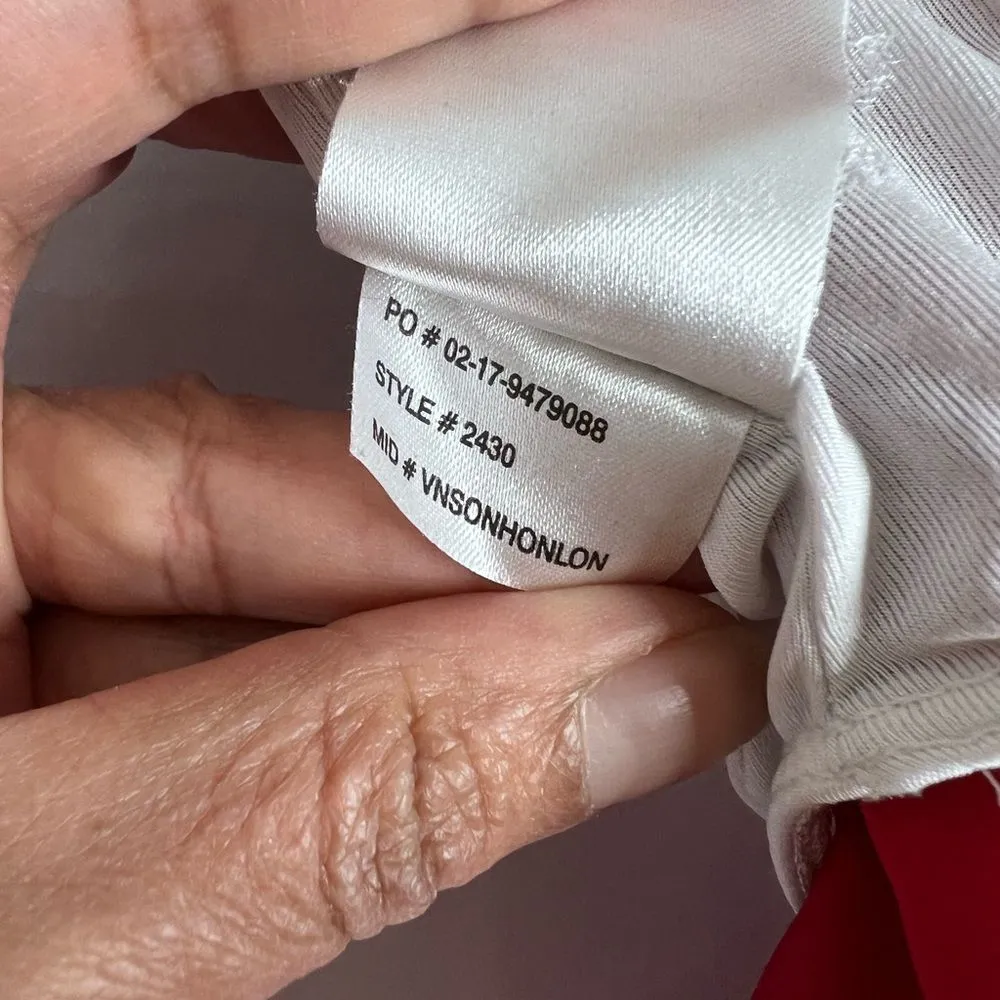 PO # 02-17-9479088
STYLE # 2430
MID # VNSONHONLON